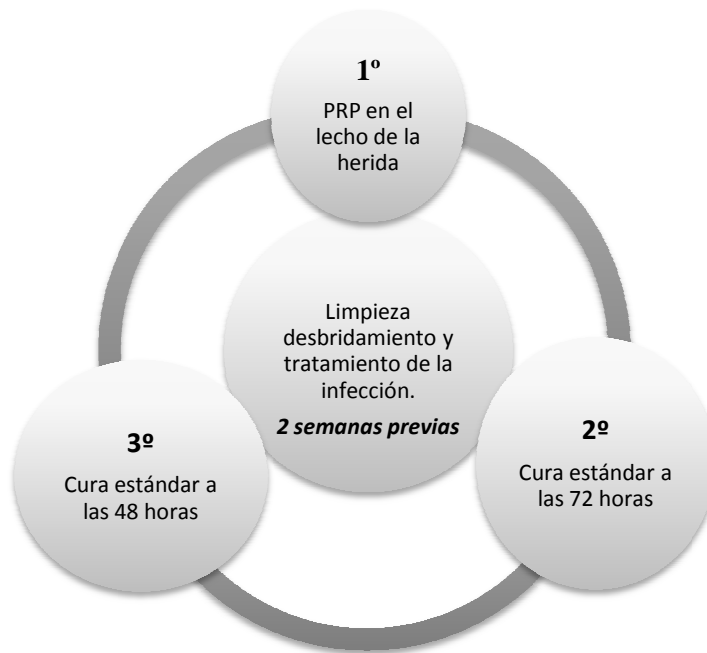 1º
PRP en el
lecho de la
herida
Limpieza
desbridamiento y
tratamiento de la
infección.
2 semanas previas
2º
Cura estándar a
las 72 horas
3º
Cura estándar a
las 48 horas